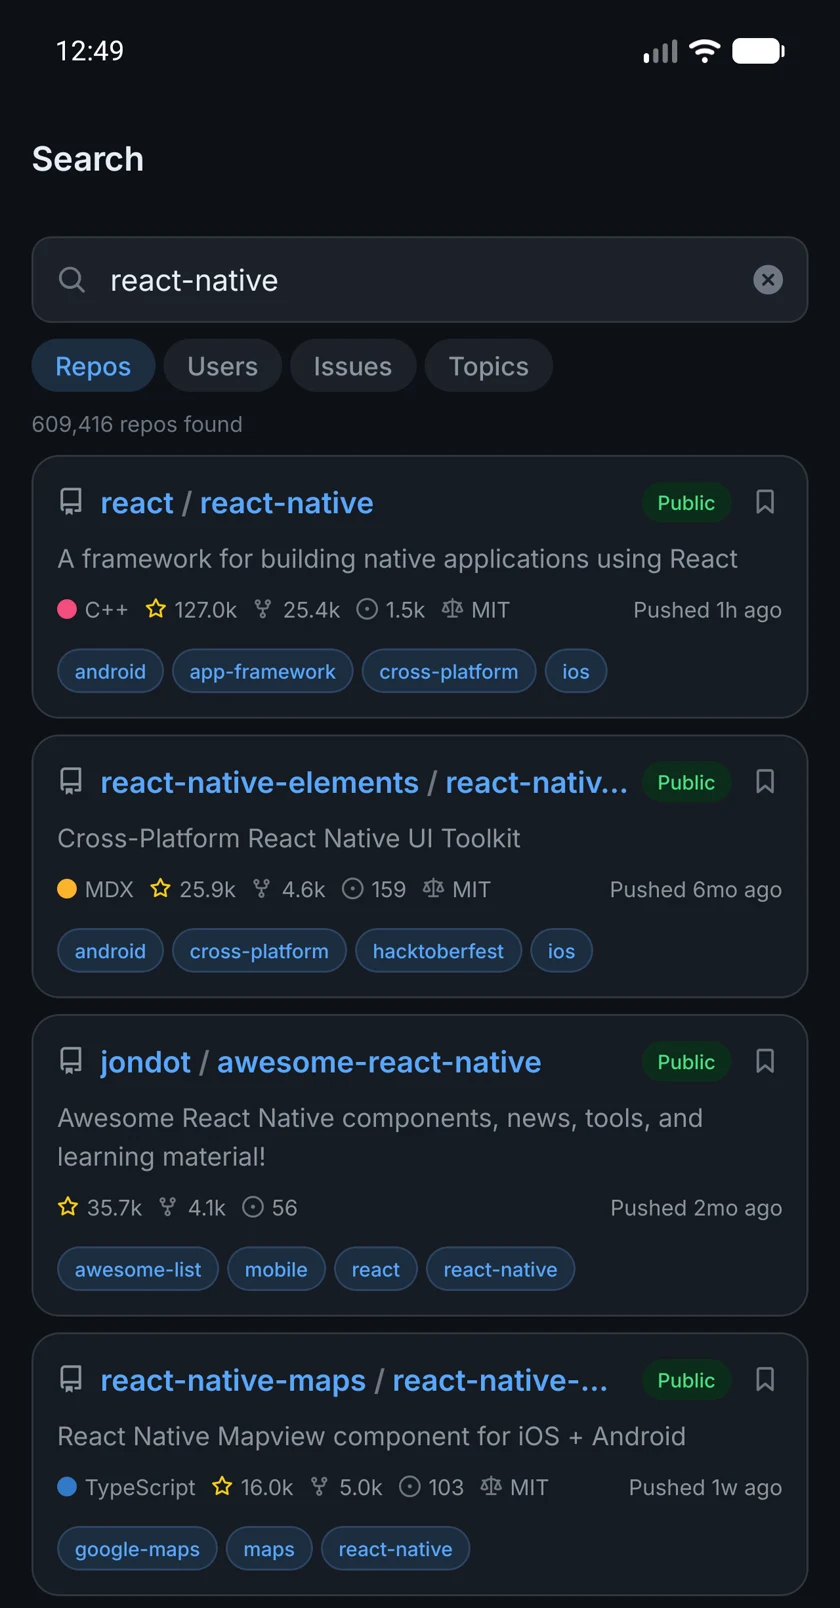 12:49
Search
react-native
Repos Users Issues Topics
609,416 repos found
react / react-native Public
A framework for building native applications using React
C++ 127.0k 25.4k 1.5k MIT Pushed 1h ago
android app-framework cross-platform ios
react-native-elements / react-nativ... Public
Cross-Platform React Native UI Toolkit
MDX 25.9k 4.6k 159 MIT Pushed 6mo ago
android cross-platform hacktoberfest ios
jondot / awesome-react-native Public
Awesome React Native components, news, tools, and
learning material!
35.7k 4.1k 56 Pushed 2mo ago
awesome-list mobile react react-native
react-native-maps / react-native-... Public
React Native Mapview component for iOS + Android
TypeScript 16.0k 5.0k 103 MIT Pushed 1w ago
google-maps maps react-native